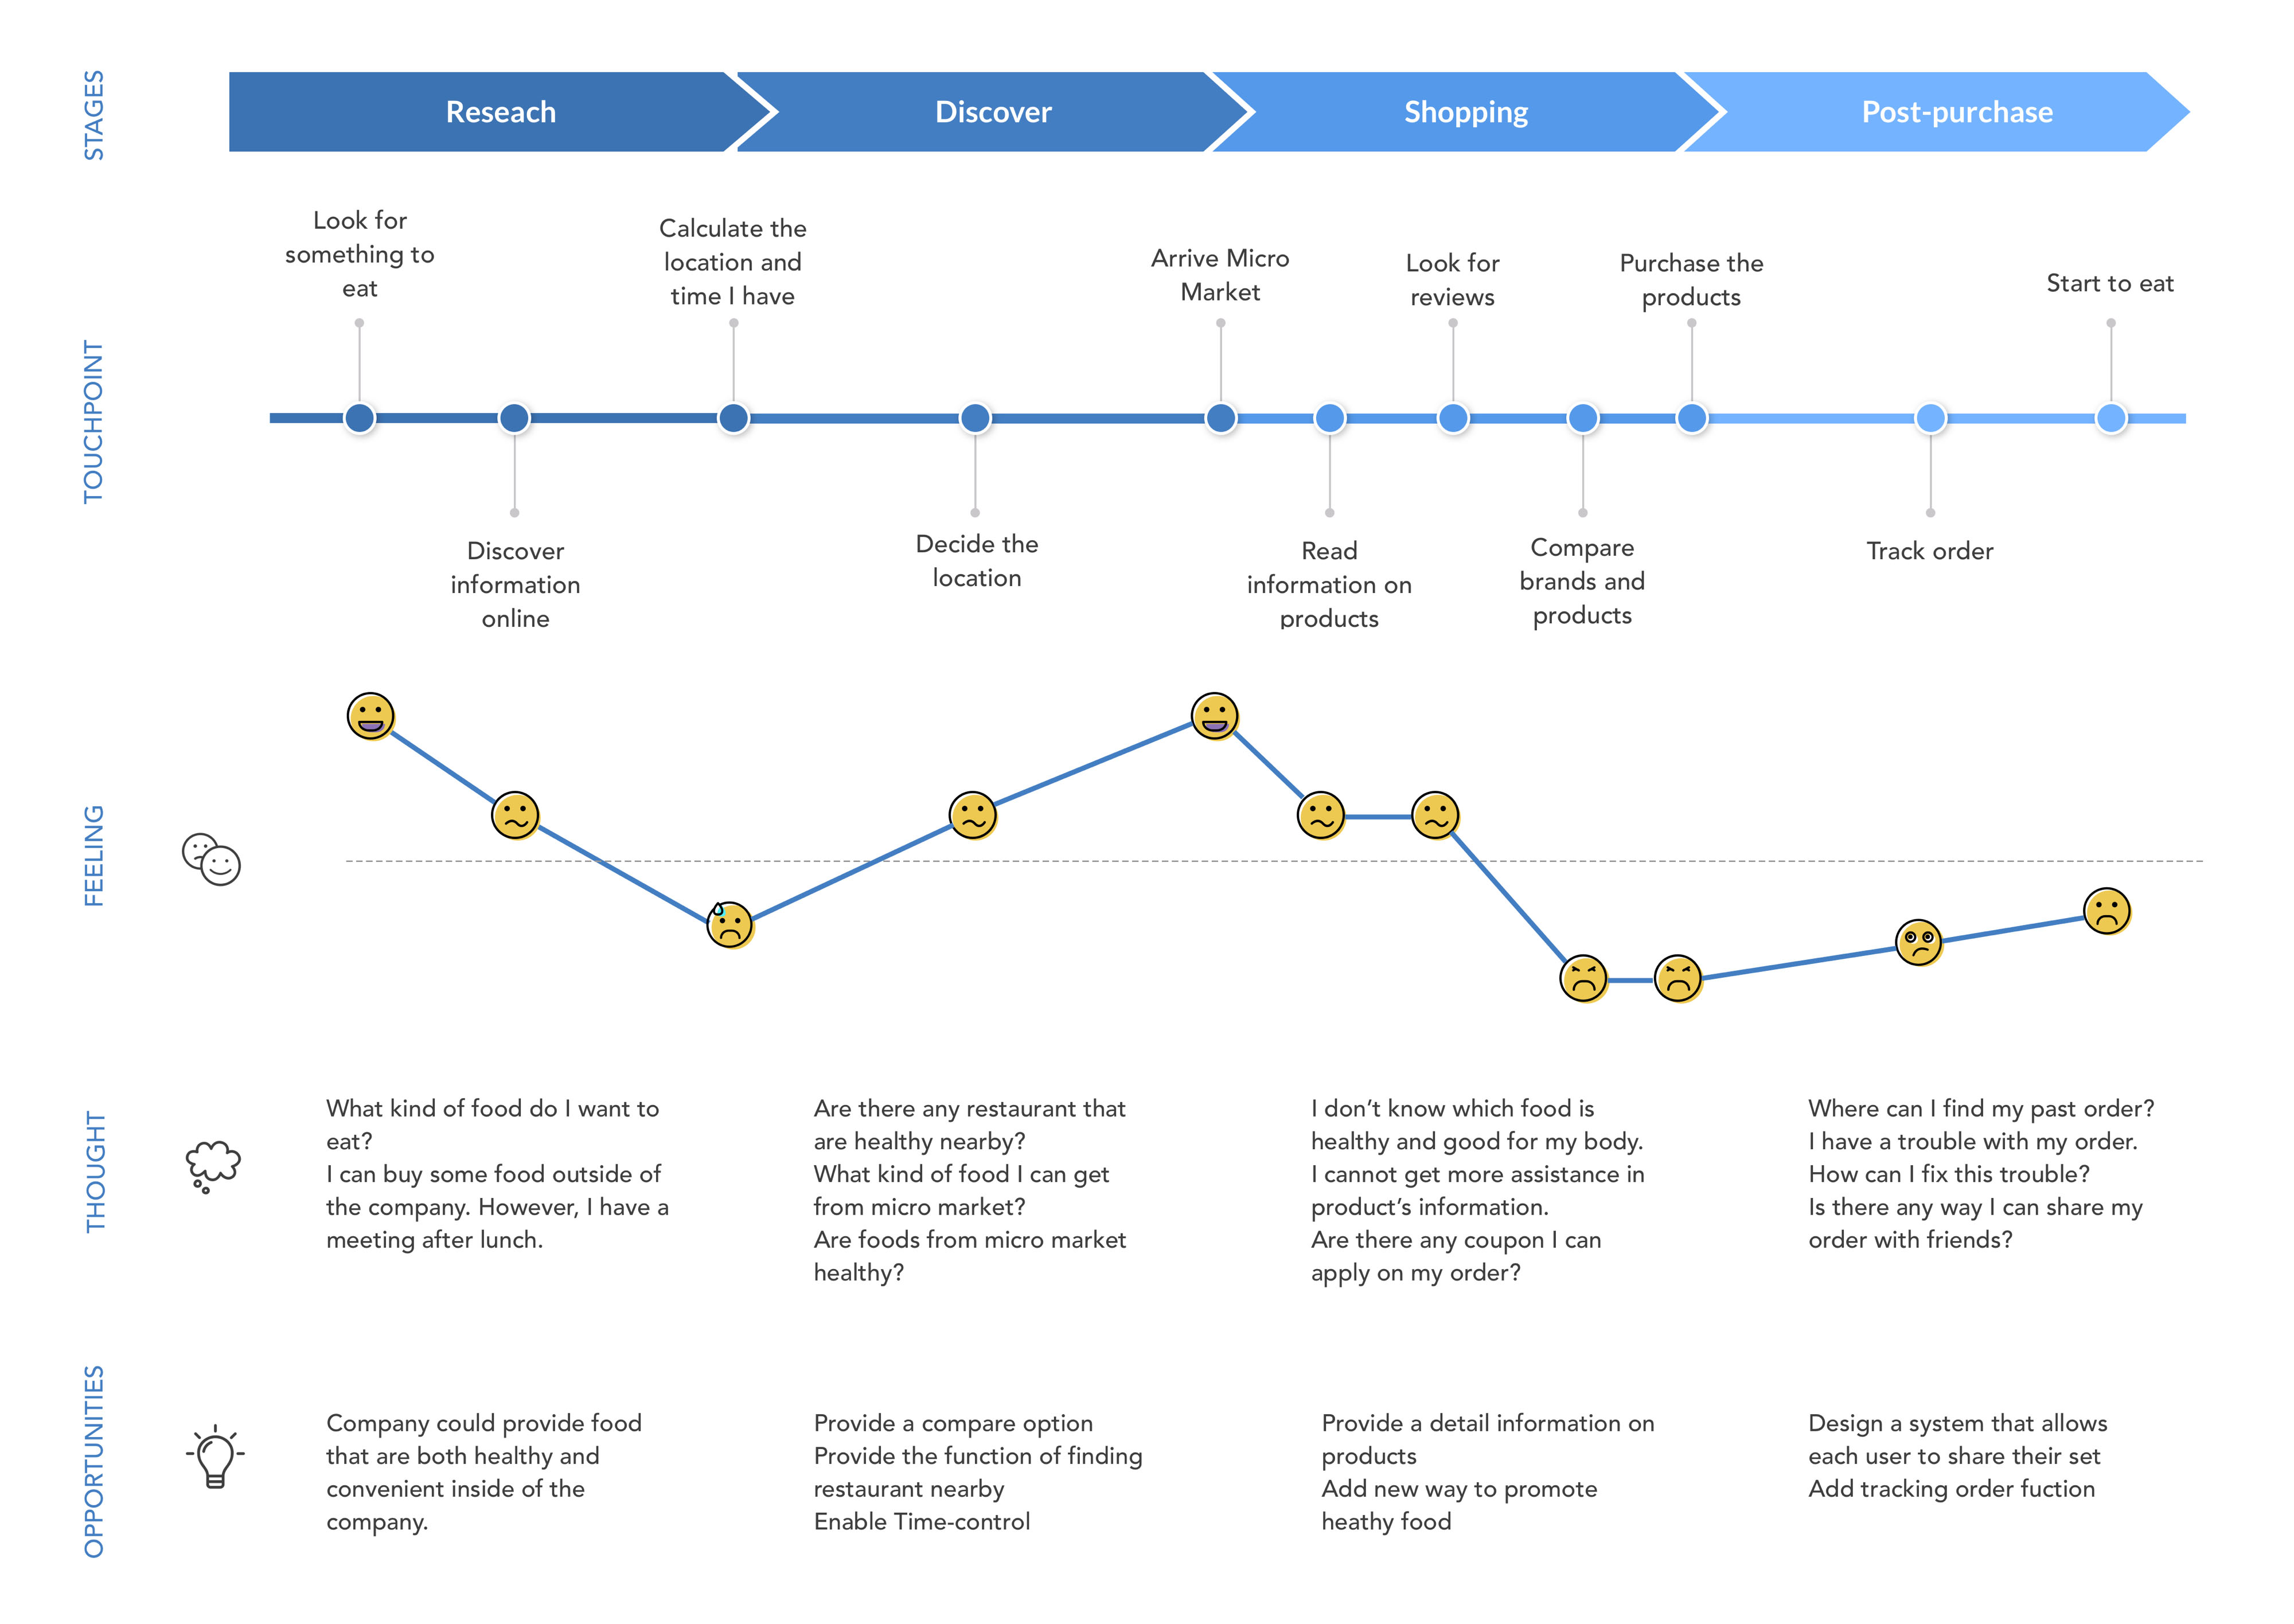 STAGES
Reseach
Discover
Shopping
Post-purchase
TOUCHPOINT
Look for
something to
eat
Calculate the
location and
time I have
Arrive Micro
Market
Look for
reviews
Purchase the
products
Start to eat
Discover
information
online
Decide the
location
Read
information on
products
Compare
brands and
products
Track order
FEELING
THOUGHT
What kind of food do I want to
eat?
I can buy some food outside of
the company. However, I have a
meeting after lunch.
Are there any restaurant that
are healthy nearby?
What kind of food I can get
from micro market?
Are foods from micro market
healthy?
I don’t know which food is
healthy and good for my body.
I cannot get more assistance in
product’s information.
Are there any coupon I can
apply on my order?
Where can I find my past order?
I have a trouble with my order.
How can I fix this trouble?
Is there any way I can share my
order with friends?
OPPORTUNITIES
Company could provide food
that are both healthy and
convenient inside of the
company.
Provide a compare option
Provide the function of finding
restaurant nearby
Enable Time-control
Provide a detail information on
products
Add new way to promote
heathy food
Design a system that allows
each user to share their set
Add tracking order fuction